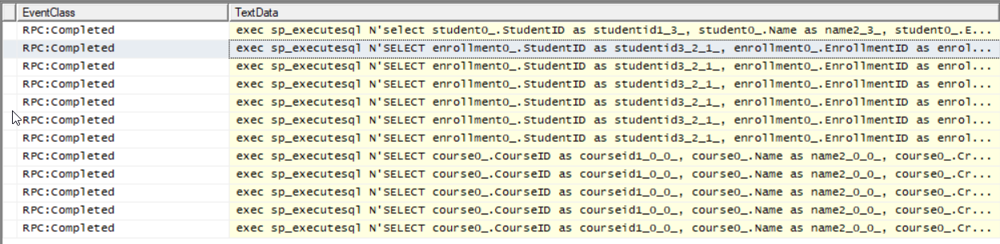 EventClass TextData
RPC:Completed exec sp_executesql N'select student0_.StudentID as studentid1_3_, student0_.Name as name2_3_, student0_.E...
RPC:Completed exec sp_executesql N'SELECT enrollment0_.StudentID as studentid3_2_1_, enrollment0_.EnrollmentID as enrol...
RPC:Completed exec sp_executesql N'SELECT enrollment0_.StudentID as studentid3_2_1_, enrollment0_.EnrollmentID as enrol...
RPC:Completed exec sp_executesql N'SELECT enrollment0_.StudentID as studentid3_2_1_, enrollment0_.EnrollmentID as enrol...
RPC:Completed exec sp_executesql N'SELECT enrollment0_.StudentID as studentid3_2_1_, enrollment0_.EnrollmentID as enrol...
RPC:Completed exec sp_executesql N'SELECT enrollment0_.StudentID as studentid3_2_1_, enrollment0_.EnrollmentID as enrol...
RPC:Completed exec sp_executesql N'SELECT enrollment0_.StudentID as studentid3_2_1_, enrollment0_.EnrollmentID as enrol...
RPC:Completed exec sp_executesql N'SELECT course0_.CourseID as courseid1_0_0_, course0_.Name as name2_0_0_, course0_.Cr...
RPC:Completed exec sp_executesql N'SELECT course0_.CourseID as courseid1_0_0_, course0_.Name as name2_0_0_, course0_.Cr...
RPC:Completed exec sp_executesql N'SELECT course0_.CourseID as courseid1_0_0_, course0_.Name as name2_0_0_, course0_.Cr...
RPC:Completed exec sp_executesql N'SELECT course0_.CourseID as courseid1_0_0_, course0_.Name as name2_0_0_, course0_.Cr...
RPC:Completed exec sp_executesql N'SELECT course0_.CourseID as courseid1_0_0_, course0_.Name as name2_0_0_, course0_.Cr...